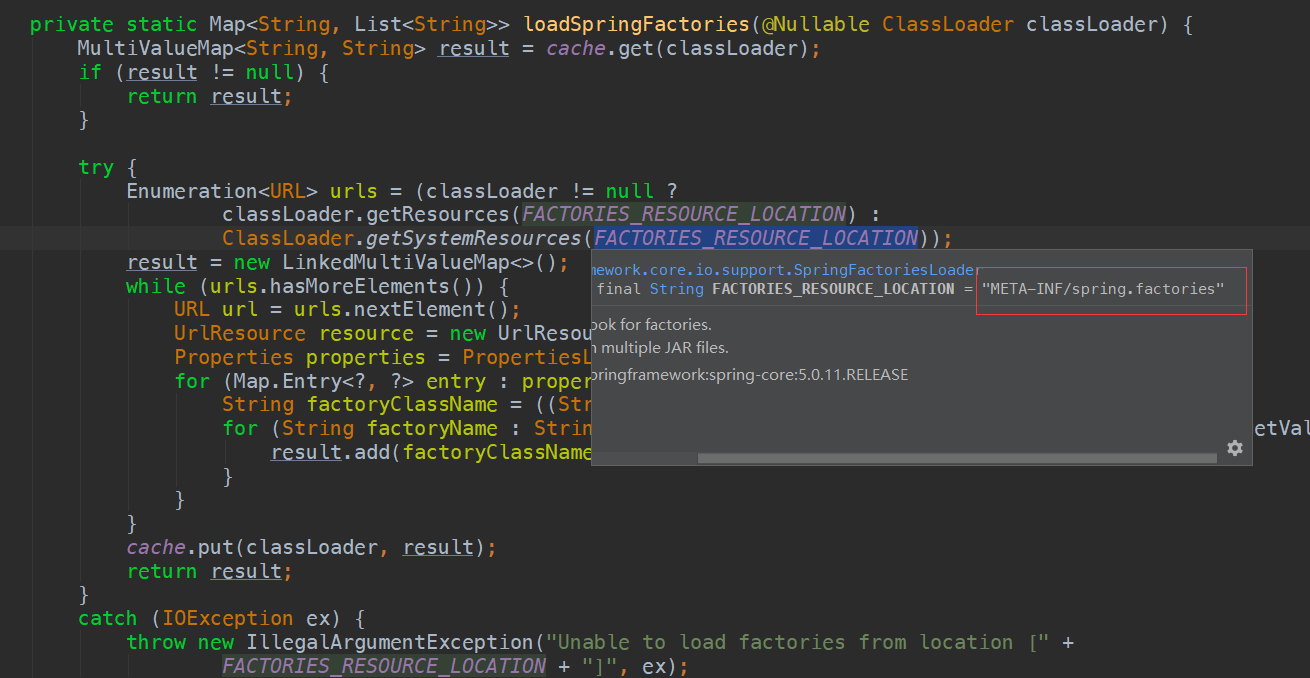 private static Map<String, List<String>> loadSpringFactories(@Nullable ClassLoader classLoader) {
MultiValueMap<String, String> result = cache.get(classLoader);
if (result != null) {
return result;
}
try {
Enumeration<URL> urls = (classLoader != null ?
classLoader.getResources(FACTORIES_RESOURCE_LOCATION) :
ClassLoader.getSystemResources(FACTORIES_RESOURCE_LOCATION));
result = new LinkedMultiValueMap<>();
mework.core.io.support.SpringFactoriesLoader
while (urls.hasMoreElements()) {
final String FACTORIES_RESOURCE_LOCATION = "META-INF/spring.factories"
URL url = urls.nextElement();
UrlResource resource = new UrlResou
ook for factories.
n multiple JAR files.
Properties properties = PropertiesL
for (Map.Entry<?, ?> entry : proper
pringframework:spring-core:5.0.11.RELEASE
String factoryClassName = ((Str
for (String factoryName : Strin
etVal
result.add(factoryClassName
}
}
}
cache.put(classLoader, result);
return result;
}
catch (IOException ex) {
throw new IllegalArgumentException("Unable to load factories from location [" +
FACTORIES_RESOURCE_LOCATION + "]", ex);